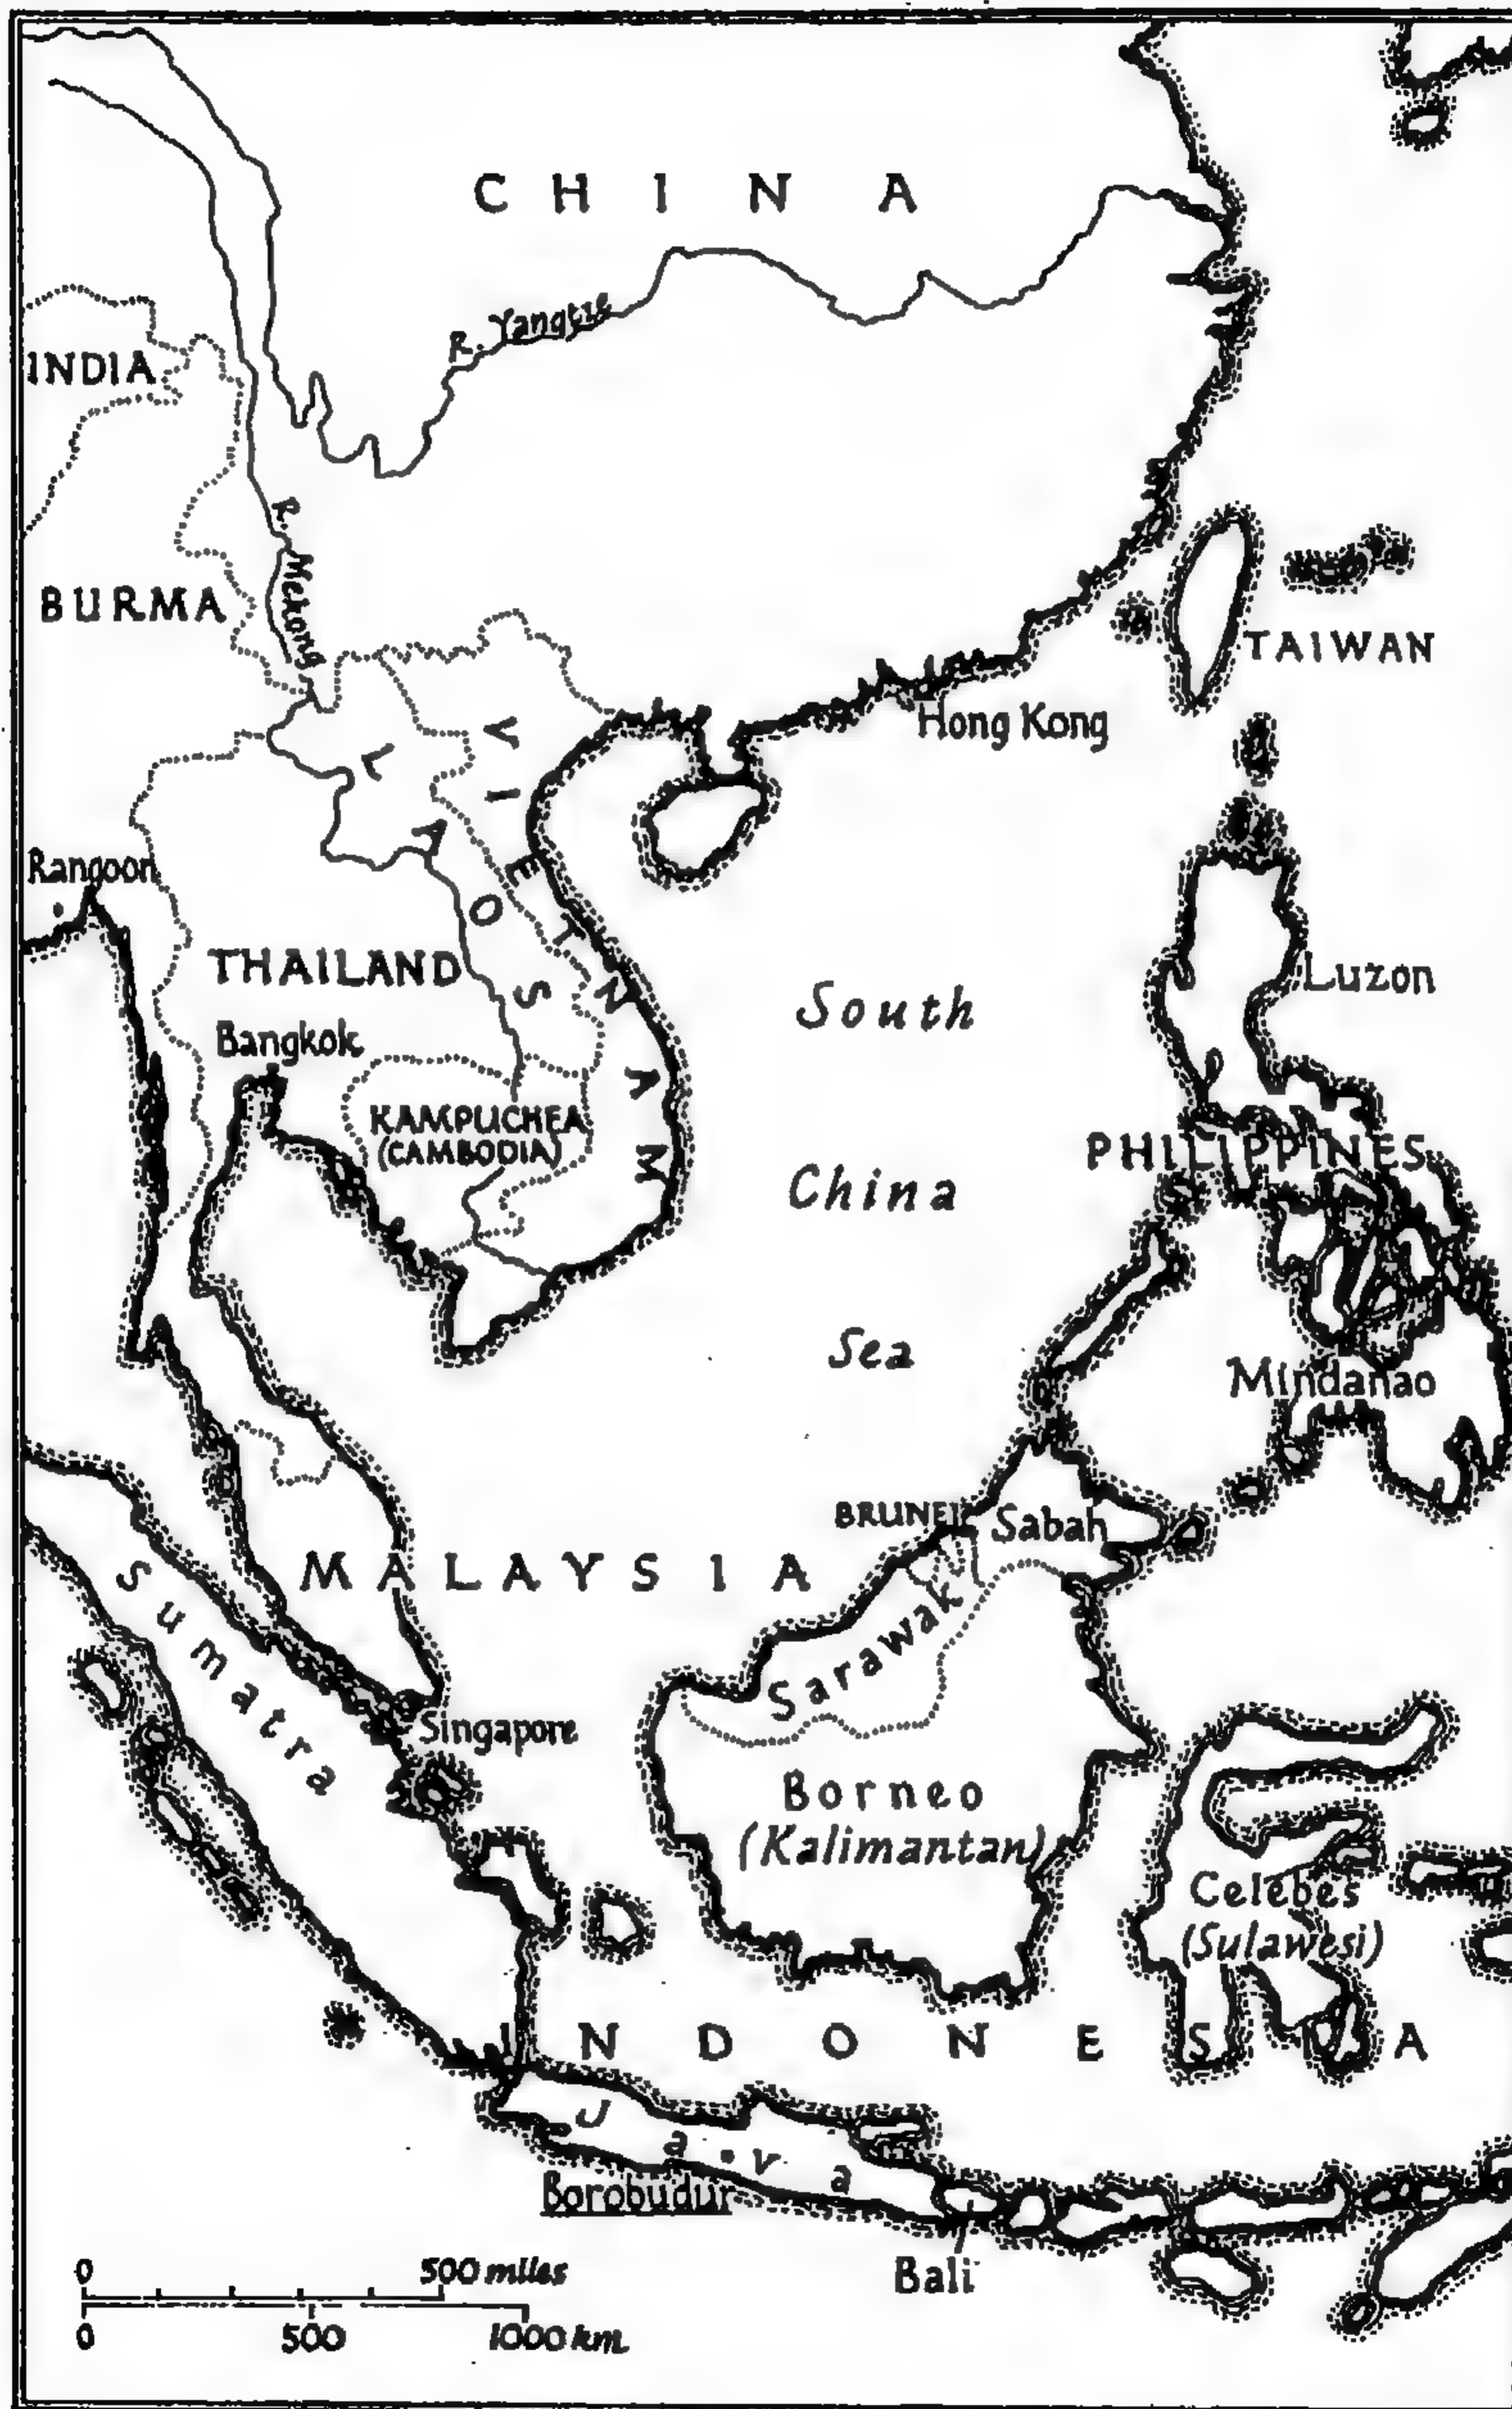 CHINA
R. Yangtze
INDIA
R. Mekong
BURMA
TAIWAN
Hong Kong
VIETNAM
LAOS
Rangoon
THAILAND
Luzon
South
China
Sea
Bangkok
KAMPUCHEA
(CAMBODIA)
PHILIPPINES
Mindanao
BRUNEI
Sabah
MALAYSIA
Sumatra
Sarawak
Singapore
Borneo
(Kalimantan)
Celebes
(Sulawesi)
INDONESIA
Java
Borobudur
Bali
0 500 miles
0 500 1000 km.